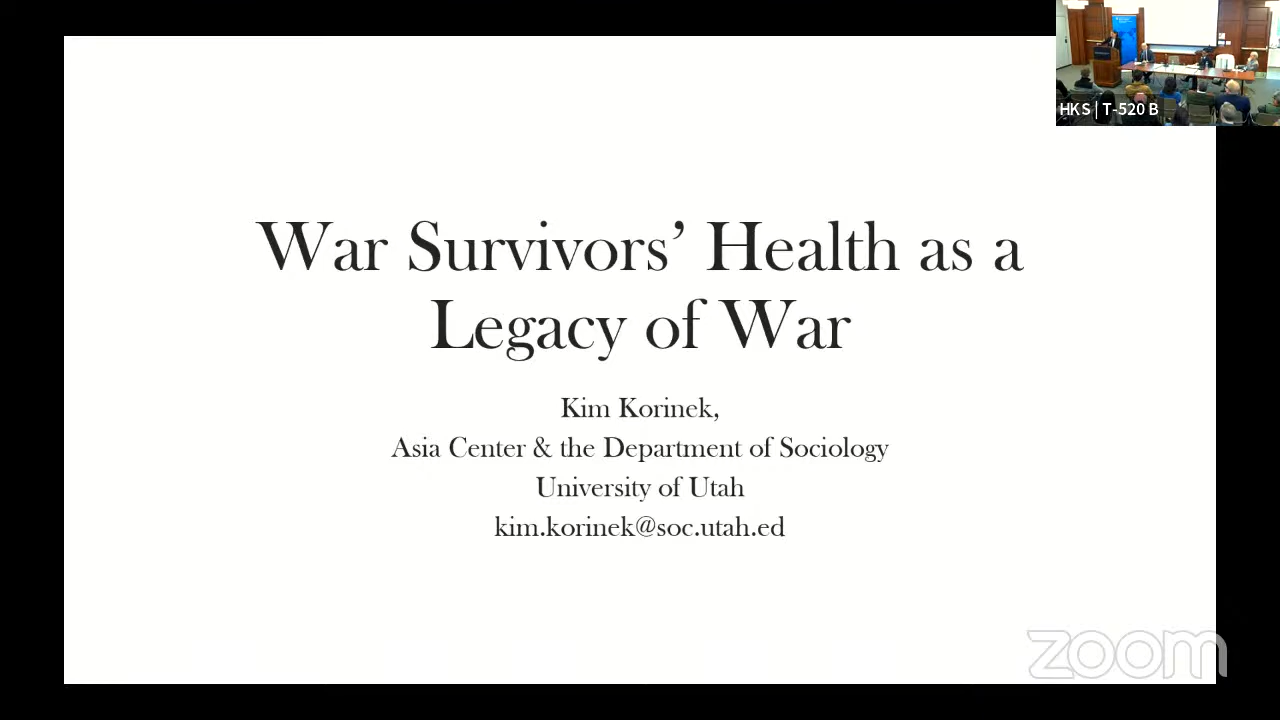 HKS | T-520 B
War Survivors' Health as a
Legacy of War
Kim Korinek,
Asia Center & the Department of Sociology
University of Utah
kim.korinek@soc.utah.ed
zoom